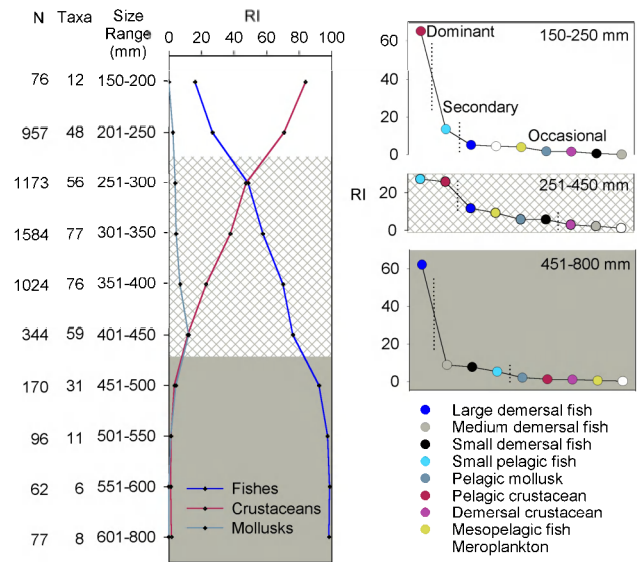 N Taxa Size Range (mm)
RI
0 20 40 60 80 100
76 12 150-200
957 48 201-250
1173 56 251-300
1584 77 301-350
1024 76 351-400
344 59 401-450
170 31 451-500
96 11 501-550
62 6 551-600
77 8 601-800
Fishes
Crustaceans
Mollusks
Dominant
150-250 mm
60
40
20
0
Secondary
Occasional
RI
30
20
10
0
251-450 mm
451-800 mm
60
40
20
0
Large demersal fish
Medium demersal fish
Small demersal fish
Small pelagic fish
Pelagic mollusk
Pelagic crustacean
Demersal crustacean
Mesopelagic fish
Meroplankton